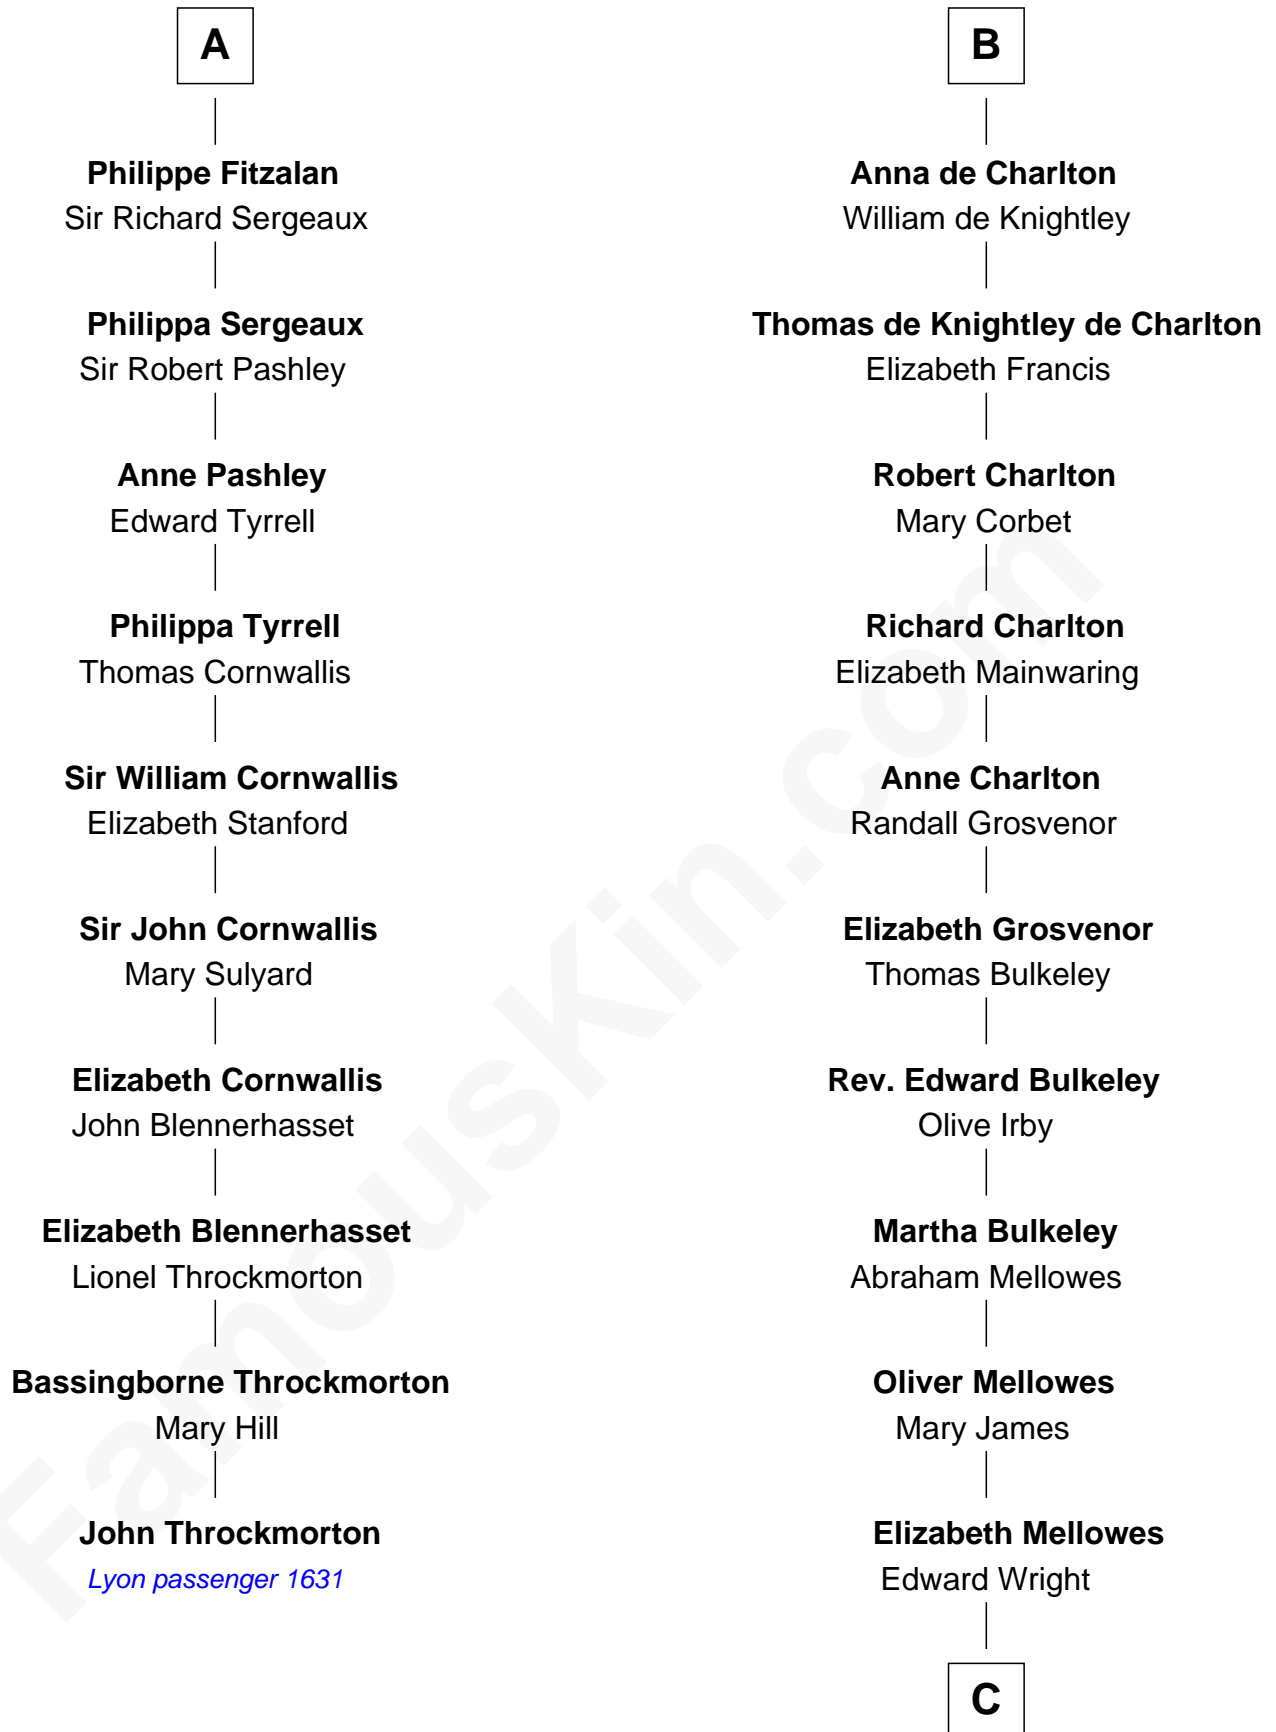 A
Philippe Fitzalan
Sir Richard Sergeaux
Philippa Sergeaux
Sir Robert Pashley
Anne Pashley
Edward Tyrrell
Philippa Tyrrell
Thomas Cornwallis
Sir William Cornwallis
Elizabeth Stanford
Sir John Cornwallis
Mary Sulyard
Elizabeth Cornwallis
John Blennerhasset
Elizabeth Blennerhasset
Lionel Throckmorton
Bassingborne Throckmorton
Mary Hill
John Throckmorton
Lyon passenger 1631
B
Anna de Charlton
William de Knightley
Thomas de Knightley de Charlton
Elizabeth Francis
Robert Charlton
Mary Corbet
Richard Charlton
Elizabeth Mainwaring
Anne Charlton
Randall Grosvenor
Elizabeth Grosvenor
Thomas Bulkeley
Rev. Edward Bulkeley
Olive Irby
Martha Bulkeley
Abraham Mellowes
Oliver Mellowes
Mary James
Elizabeth Mellowes
Edward Wright
C
FamousKin.com